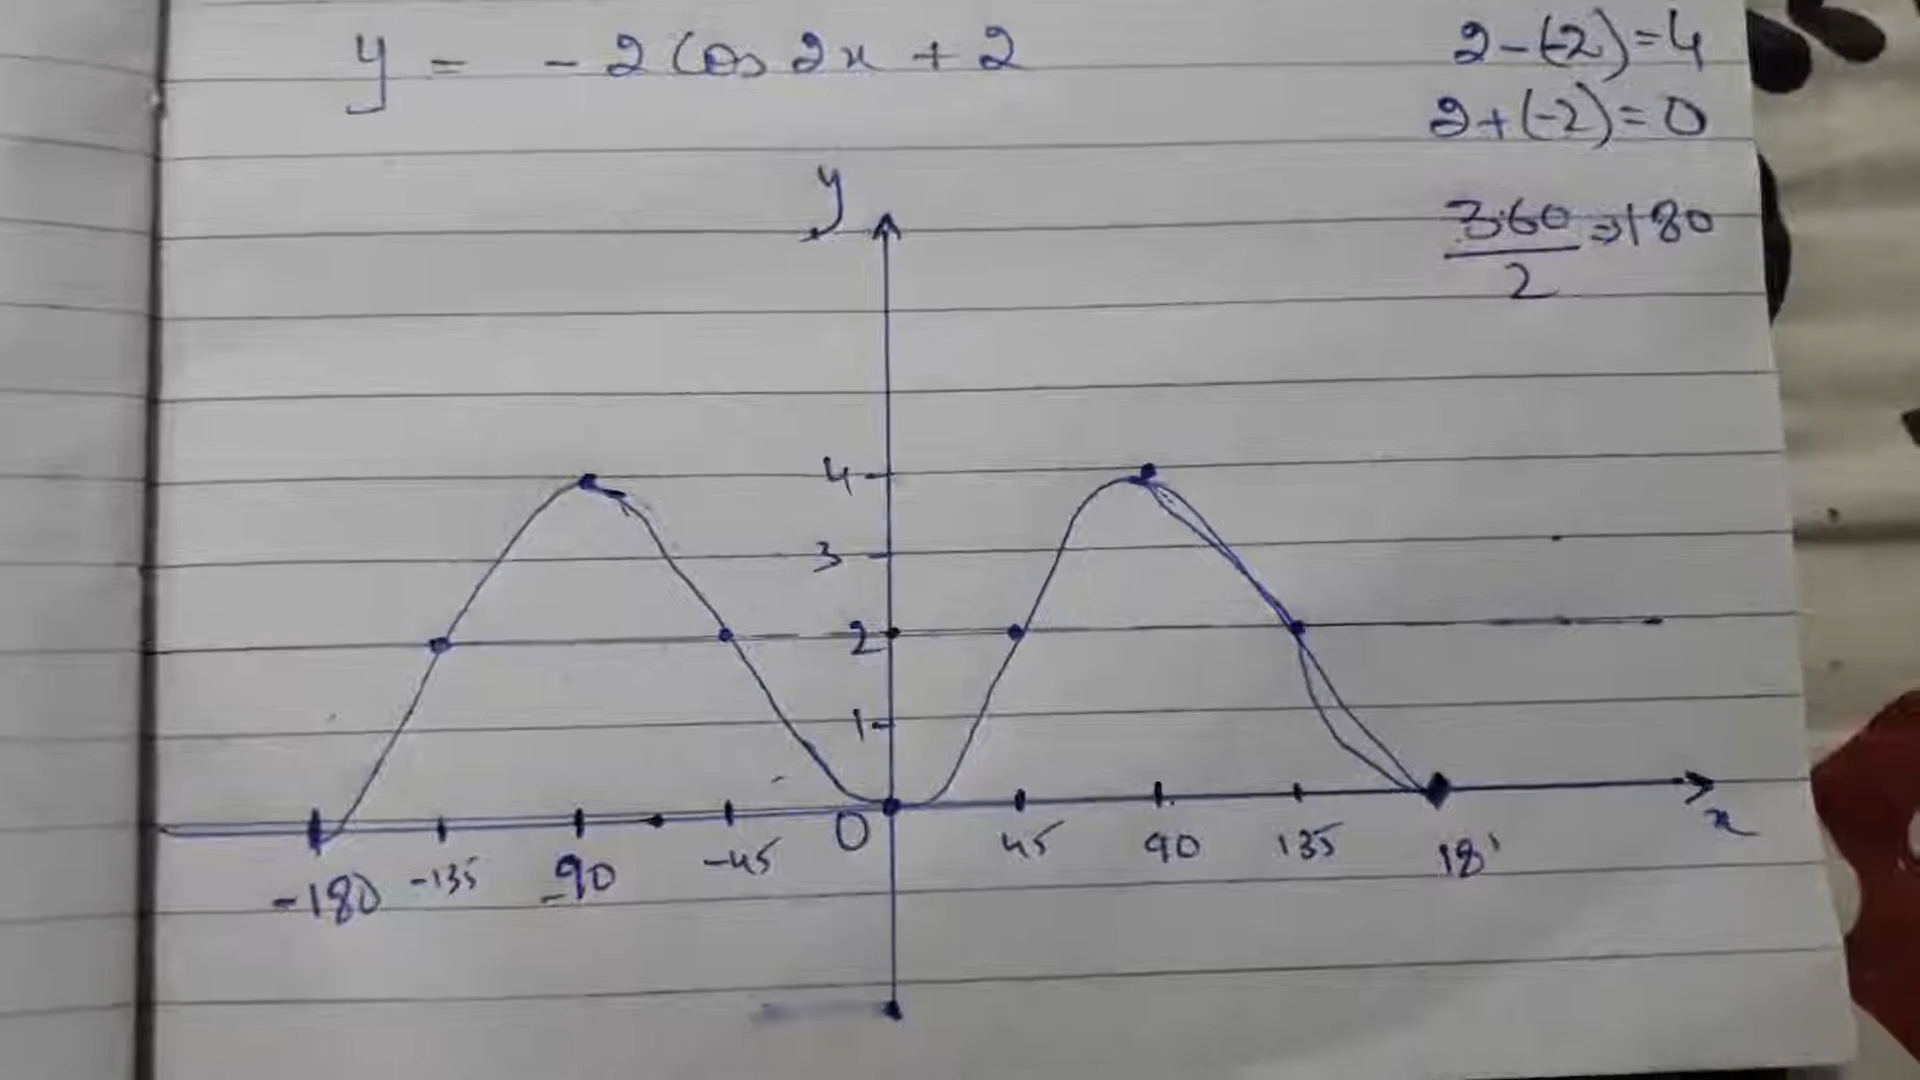 y = - 2 Cos 2x + 2
2-(-2)=4
2+(-2)=0
360/2 ⇒ 180
y
4
3
2
1
0
-180 -135 -90 -45 45 90 135 18
x